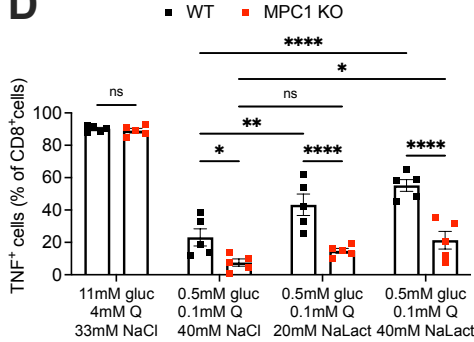 D
WT MPC1 KO
****
*
ns
**
ns * **** ****
TNF⁺ cells (% of CD8⁺cells)
100
80
60
40
20
0
11mM gluc 0.5mM gluc 0.5mM gluc 0.5mM gluc
4mM Q 0.1mM Q 0.1mM Q 0.1mM Q
33mM NaCl 40mM NaCl 20mM NaLact 40mM NaLact